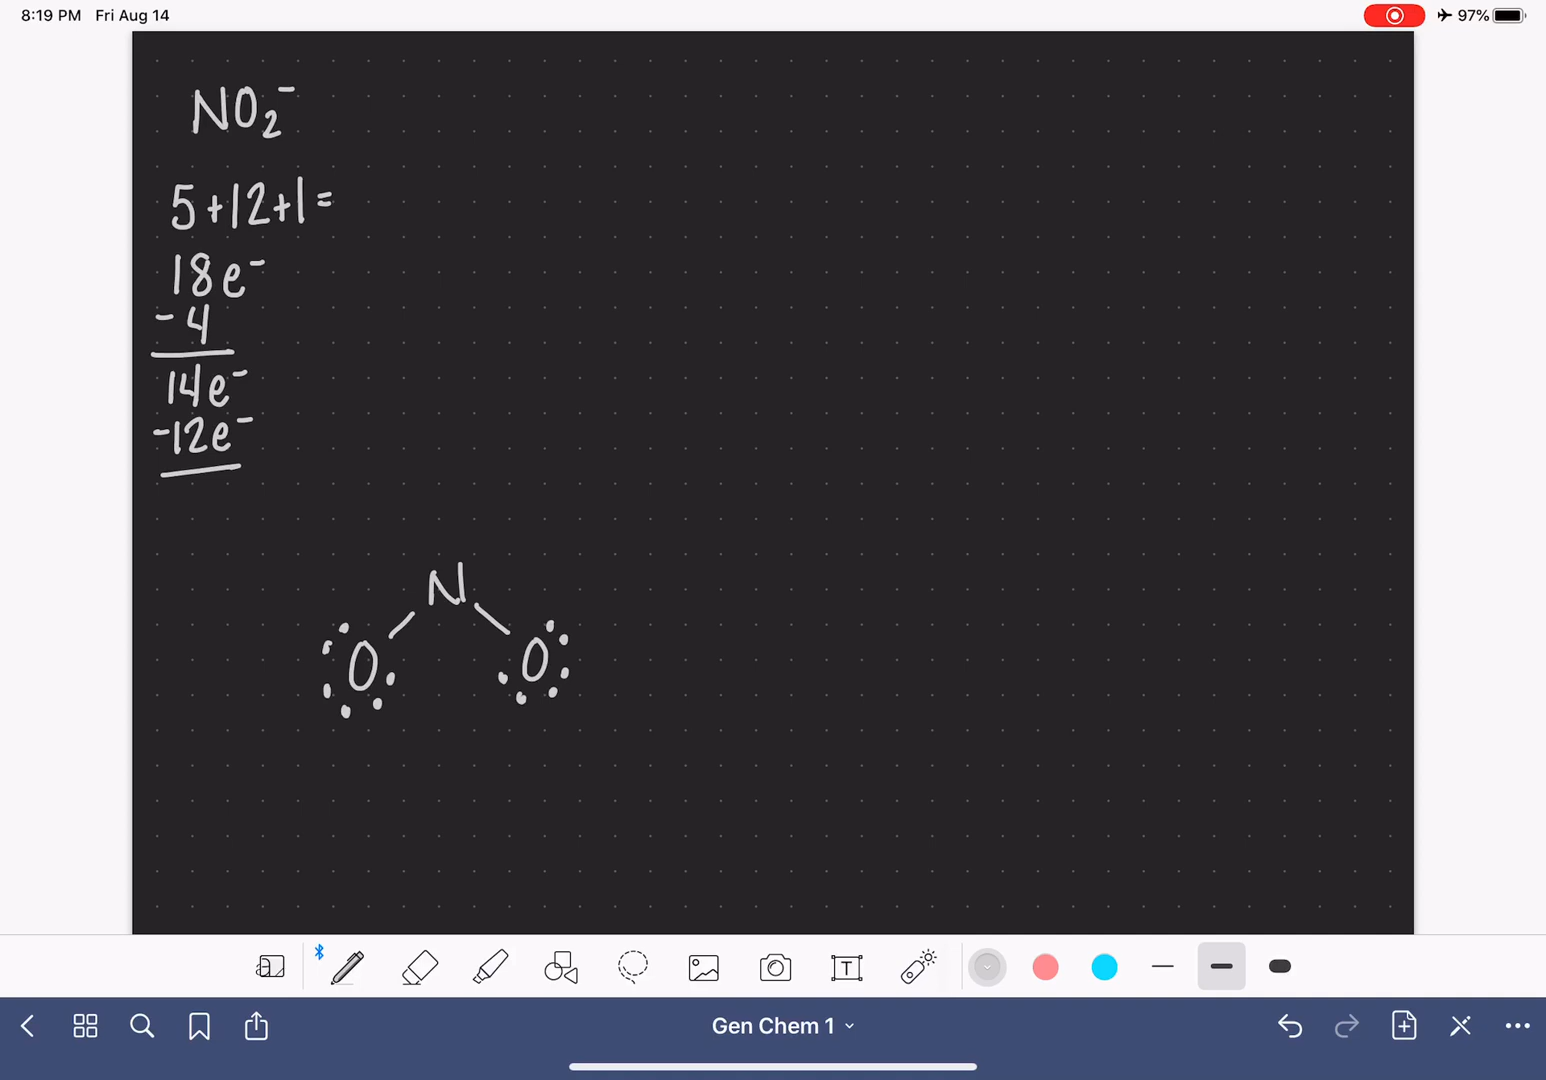 8:19 PM Fri Aug 14
97%
NO₂⁻
5+12+1=
18e⁻
-4
14e⁻
-12e⁻
N
O O
T
Gen Chem 1